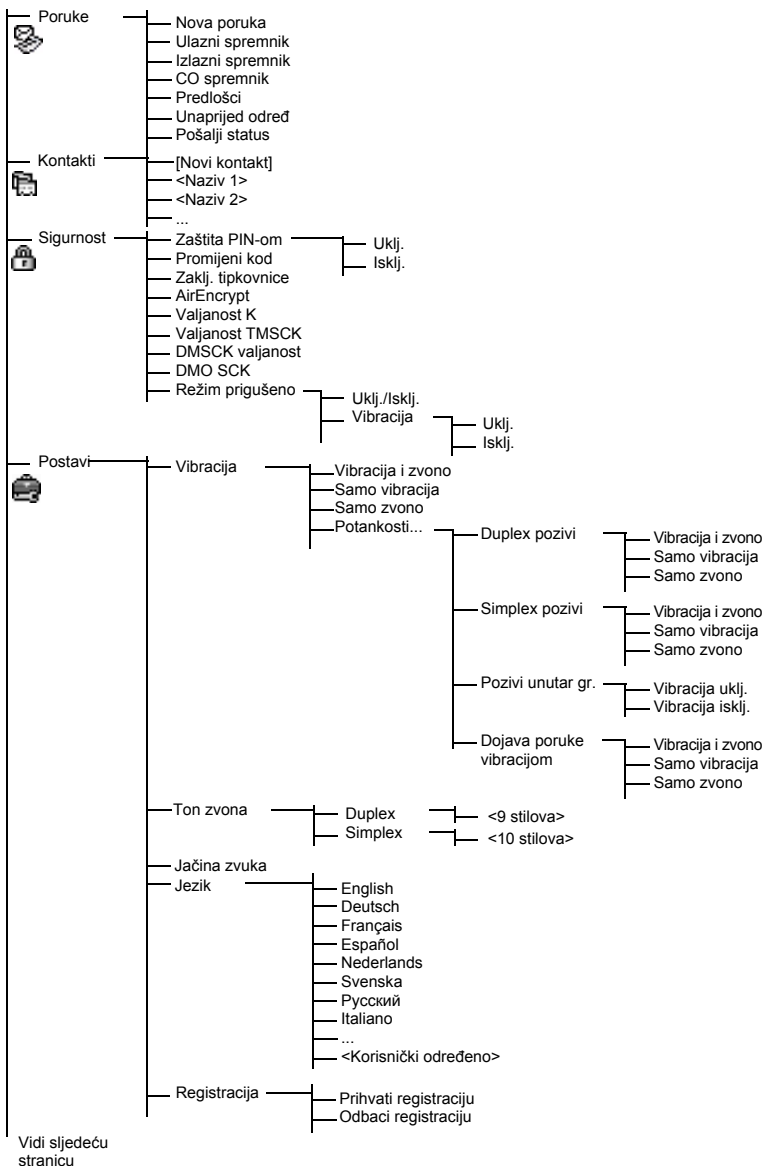 Poruke
Nova poruka
Ulazni spremnik
Izlazni spremnik
CO spremnik
Predlošci
Unaprijed određ
Pošalji status
Kontakti
[Novi kontakt]
<Naziv 1>
<Naziv 2>
...
Sigurnost
Zaštita PIN-om
Uklj.
Isklj.
Promijeni kod
Zaklj. tipkovnice
AirEncrypt
Valjanost K
Valjanost TMSCK
DMSCK valjanost
DMO SCK
Režim prigušeno
Uklj./Isklj.
Vibracija
Uklj.
Isklj.
Postavi
Vibracija
Vibracija i zvono
Samo vibracija
Samo zvono
Potankosti...
Duplex pozivi
Vibracija i zvono
Samo vibracija
Samo zvono
Simplex pozivi
Vibracija i zvono
Samo vibracija
Samo zvono
Pozivi unutar gr.
Vibracija uklj.
Vibracija isklj.
Dojava poruke
vibracijom
Vibracija i zvono
Samo vibracija
Samo zvono
Ton zvona
Duplex
<9 stilova>
Simplex
<10 stilova>
Jačina zvuka
Jezik
English
Deutsch
Français
Español
Nederlands
Svenska
Русский
Italiano
...
<Korisnički određeno>
Registracija
Prihvati registraciju
Odbaci registraciju
Vidi sljedeću
stranicu